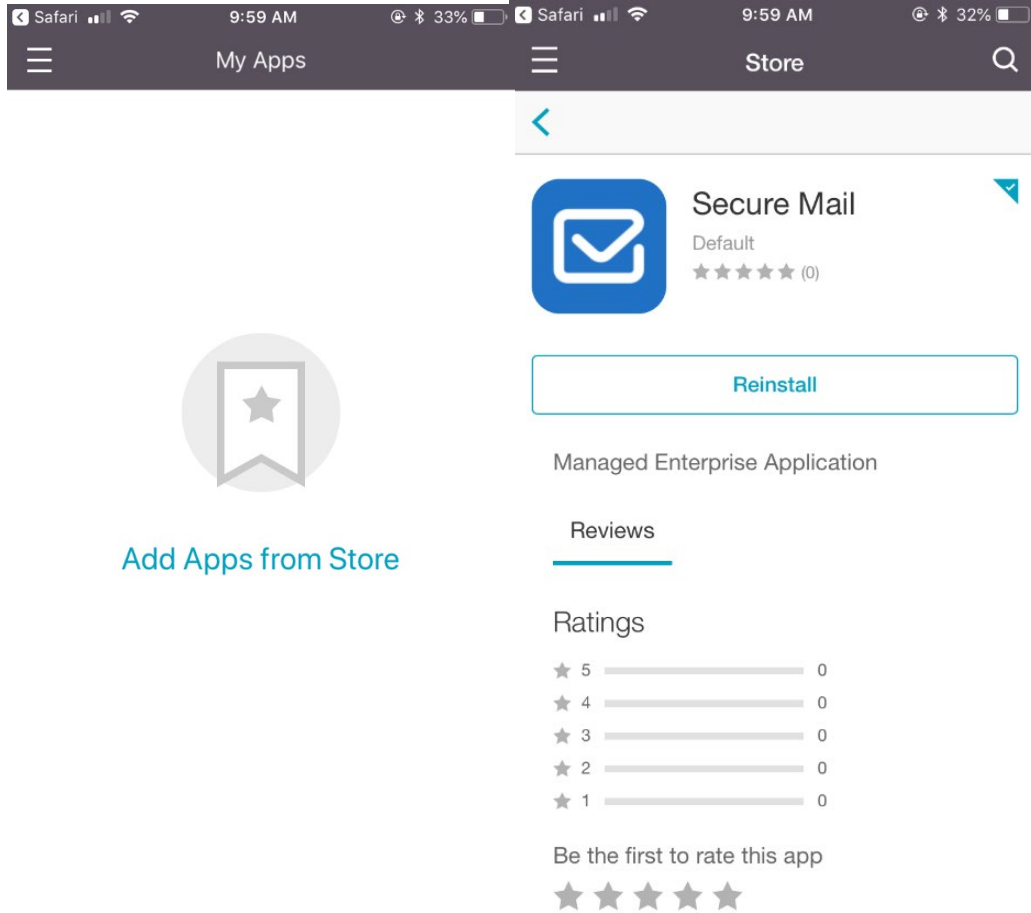 Safari 9:59 AM 33%
My Apps
Add Apps from Store
Safari 9:59 AM 32%
Store
Secure Mail
Default
(0)
Reinstall
Managed Enterprise Application
Reviews
Ratings
5 0
4 0
3 0
2 0
1 0
Be the first to rate this app